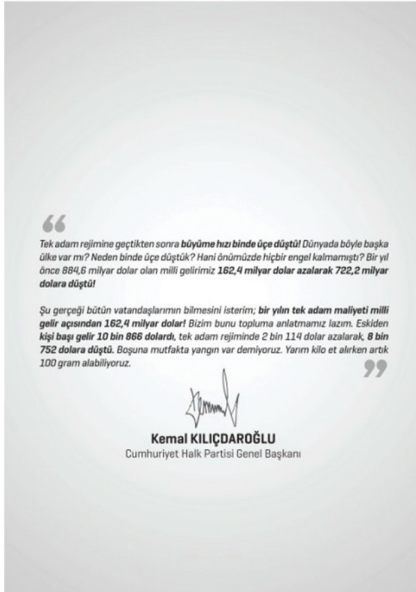 Tek adam rejimine geçtikten sonra büyüme hızı binde üçe düştü! Dünyada böyle başka
ülke var mı? Neden binde üçe düştük? Hani önümüzde hiçbir engel kalmamıştı? Bir yıl
önce 884,6 milyar dolar olan milli gelirimiz 162,4 milyar dolar azalarak 722,2 milyar
dolara düştü!
Şu gerçeği bütün vatandaşlarımın bilmesini isterim; bir yılın tek adam maliyeti milli
gelir açısından 162,4 milyar dolar! Bizim bunu topluma anlatmamız lazım. Eskiden
kişi başı gelir 10 bin 866 dolardı, tek adam rejiminde 2 bin 114 dolar azalarak, 8 bin
752 dolara düştü. Boşuna mutfakta yangın var demiyoruz. Yarım kilo et alırken artık
100 gram alabiliyoruz.
Kemal KILIÇDAROĞLU
Cumhuriyet Halk Partisi Genel Başkanı